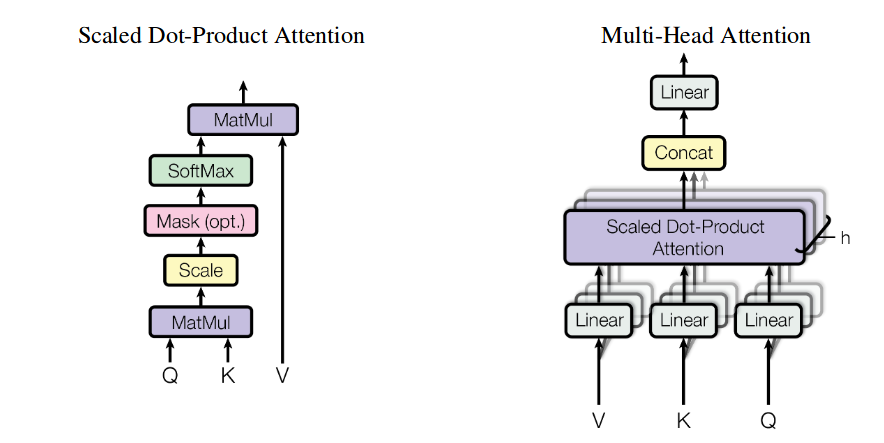 Scaled Dot-Product Attention
MatMul
SoftMax
Mask (opt.)
Scale
MatMul
Q K V
Multi-Head Attention
Linear
Concat
Scaled Dot-Product
Attention
h
Linear Linear Linear
V K Q